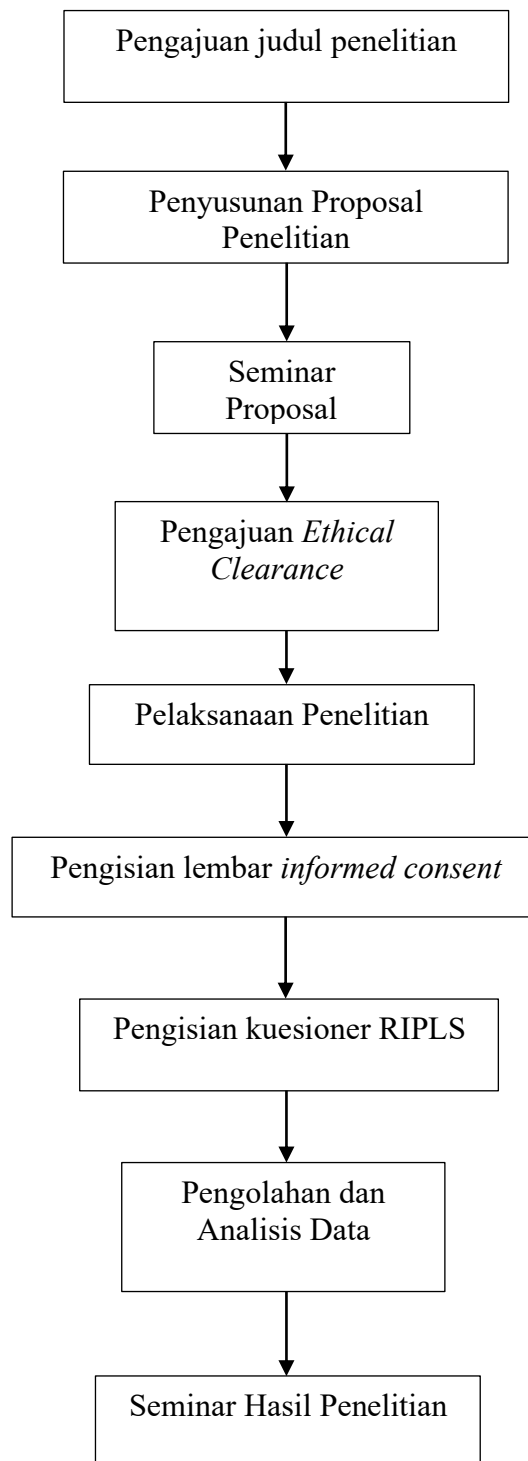 Pengajuan judul penelitian
Penyusunan Proposal
Penelitian
Seminar
Proposal
Pengajuan Ethical
Clearance
Pelaksanaan Penelitian
Pengisian lembar informed consent
Pengisian kuesioner RIPLS
Pengolahan dan
Analisis Data
Seminar Hasil Penelitian